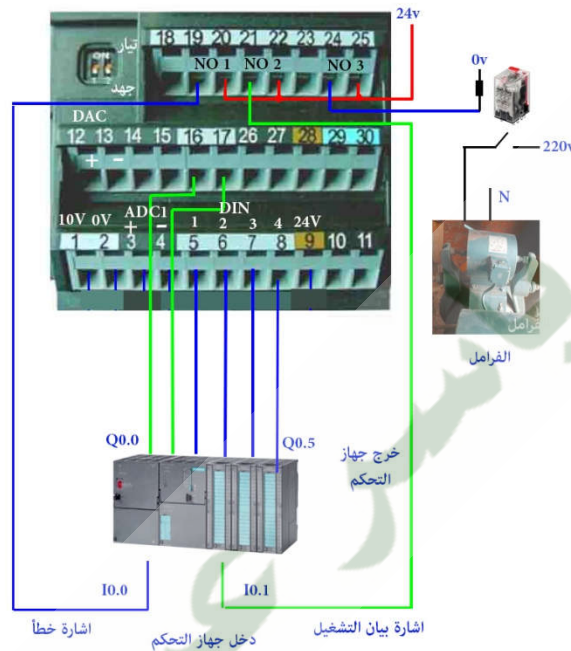 24v
18 19 20 21 22 23 24 25
تيار
ON
NO 1 NO 2 NO 3
جهد
0v
DAC
12 13 14 15 16 17 26 27 28 29 30
+ −
220v
N
ADC1 DIN
10V 0V + − 1 2 3 4 24V
1 2 3 4 5 6 7 8 9 10 11
فرامل
الفرامل
Q0.0
Q0.5
خرج جهاز
التحكم
I0.0
I0.1
اشارة خطأ
دخل جهاز التحكم
اشارة بيان التشغيل